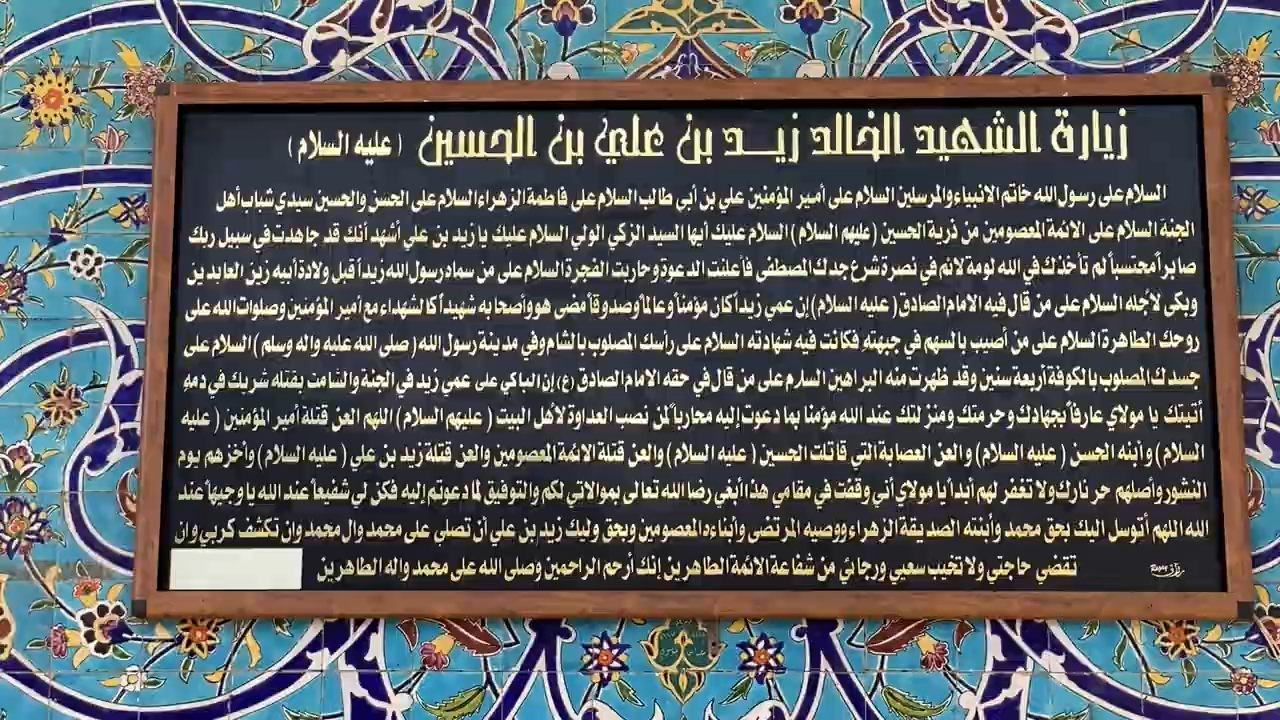 زيارة الشهيد الخالد زيد بن علي بن الحسين ( عليه السلام )
السلام على رسول الله خاتم الانبياء والمرسلين السلام على أمير المؤمنين علي بن أبي طالب السلام على فاطمة الزهراء السلام على الحسن والحسين سيدي شباب أهل
الجنة السلام على الائمة المعصومين من ذرية الحسين (عليهم السلام ) السلام عليك أيها السيد الزكي الولي السلام عليك يا زيد بن علي أشهد أنك قد جاهدت في سبيل ربك
صابراً محتسباً لم تأخذك في الله لومة لائم في نصرة شرع جدك المصطفى فأعلنت الدعوة وحاربت الفجرة السلام على من سماه رسول الله زيداً قبل ولادة أبيه زين العابدين
وبكى لاجله السلام على من قال فيه الامام الصادق ( عليه السلام ) إن عمي زيداً كان مؤمناً وعالماً وصدوقاً مضى هو وأصحابه شهيداً كالشهداء مع أمير المؤمنين وصلوات الله على
روحك الطاهرة السلام على من أصيب بالسهم في جبهته فكانت فيه شهادته السلام على رأسك المصلوب بالشام وفي مدينة رسول الله ( صلى الله عليه واله وسلم ) السلام على
جسدك المصلوب بالكوفة أربعة سنين وقد ظهرت منه البراهين السلام على من قال في حقه الامام الصادق (ع) إن الباكي على عمي زيد في الجنة والشامت بقتله شريك في دمه
أتيتك يا مولاي عارفاً بجهادك وحرمتك ومنزلتك عند الله مؤمنا بما دعوت إليه محارباً لمن نصب العداوة لأهل البيت ( عليهم السلام ) اللهم العن قتلة أمير المؤمنين ( عليه
السلام ) وأبنه الحسن ( عليه السلام ) والعن العصابة التي قاتلت الحسين ( عليه السلام ) والعن قتلة الائمة المعصومين والعن قتلة زيد بن علي ( عليه السلام ) وأخزهم يوم
النشور وأصلهم حر نارك ولا تغفر لهم أبداً يا مولاي أني وقفت في مقامي هذا أبغي رضا الله تعالى بموالاتي لكم والتوفيق لما دعوتم إليه فكن لي شفيعاً عند الله يا وجيهاً عند
الله اللهم أتوسل اليك بحق محمد وأبنته الصديقة الزهراء ووصيه المرتضى وأبناءه المعصومين وبحق وليك زيد بن علي أن تصلي على محمد وال محمد وان تكشف كربي وان
تقضي حاجتي ولا تخيب سعيي ورجائي من شفاعة الائمة الطاهرين إنك أرحم الراحمين وصلى الله على محمد واله الطاهرين